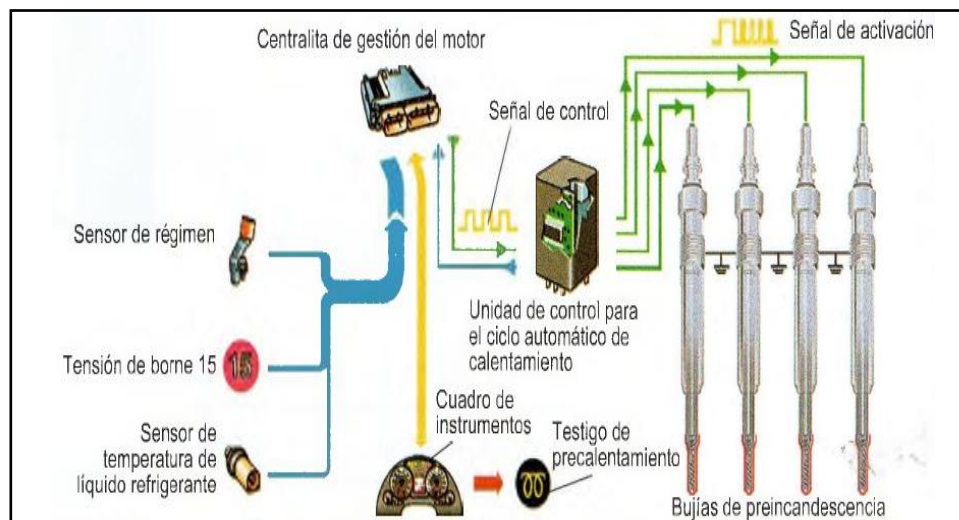 Centralita de gestión del motor
Señal de activación
Señal de control
Sensor de régimen
Unidad de control para
el ciclo automático de
calentamiento
Tensión de borne 15
15
Cuadro de
instrumentos
Testigo de
precalentamiento
Sensor de
temperatura de
líquido refrigerante
Bujías de preincandescencia